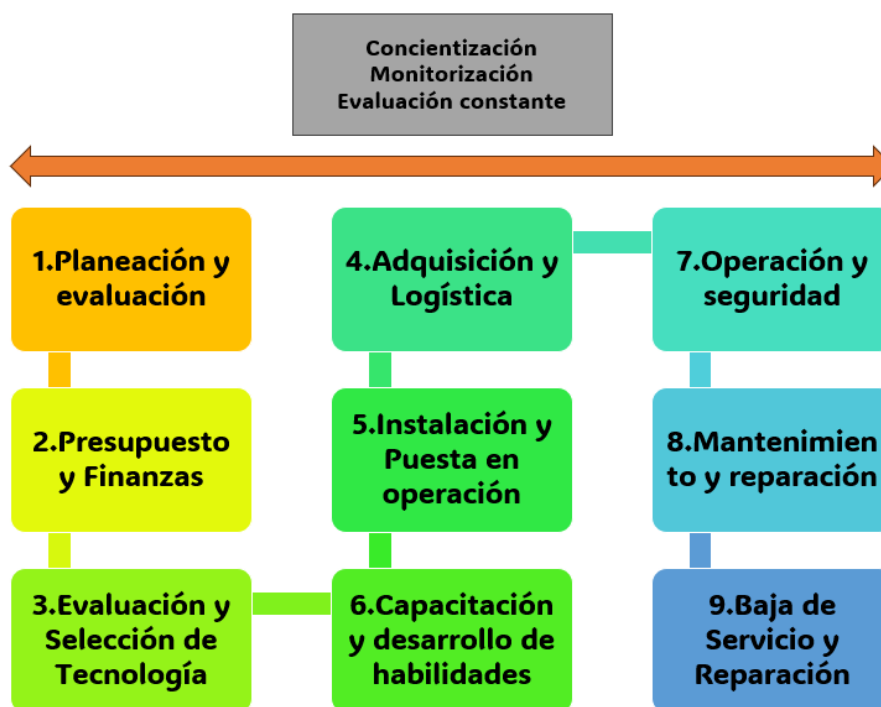 Concientización
Monitorización
Evaluación constante
1.Planeación y
evaluación
2.Presupuesto
y Finanzas
3.Evaluación y
Selección de
Tecnología
4.Adquisición y
Logística
5.Instalación y
Puesta en
operación
6.Capacitación
y desarrollo de
habilidades
7.Operación y
seguridad
8.Mantenimien
to y reparación
9.Baja de
Servicio y
Reparación